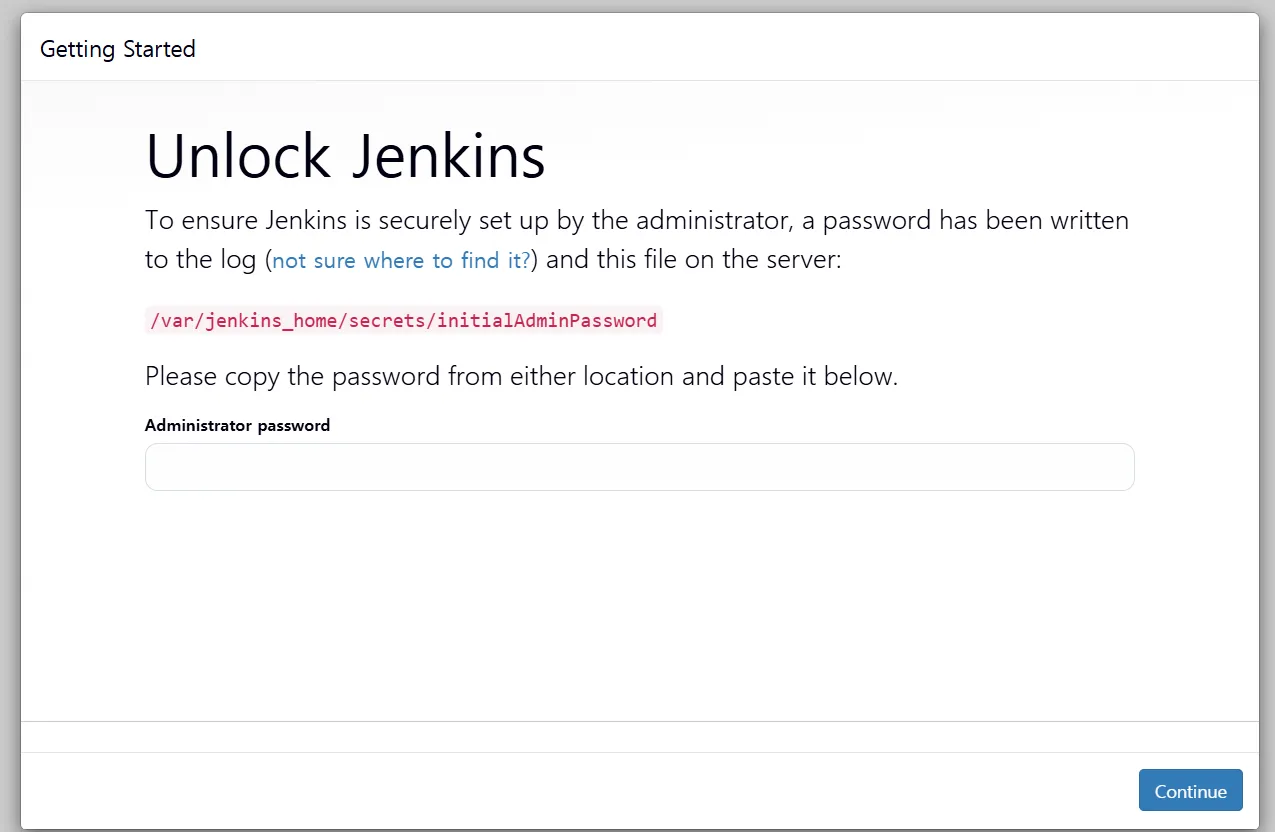 Getting Started
Unlock Jenkins
To ensure Jenkins is securely set up by the administrator, a password has been written
to the log (not sure where to find it?) and this file on the server:
/var/jenkins_home/secrets/initialAdminPassword
Please copy the password from either location and paste it below.
Administrator password
Continue